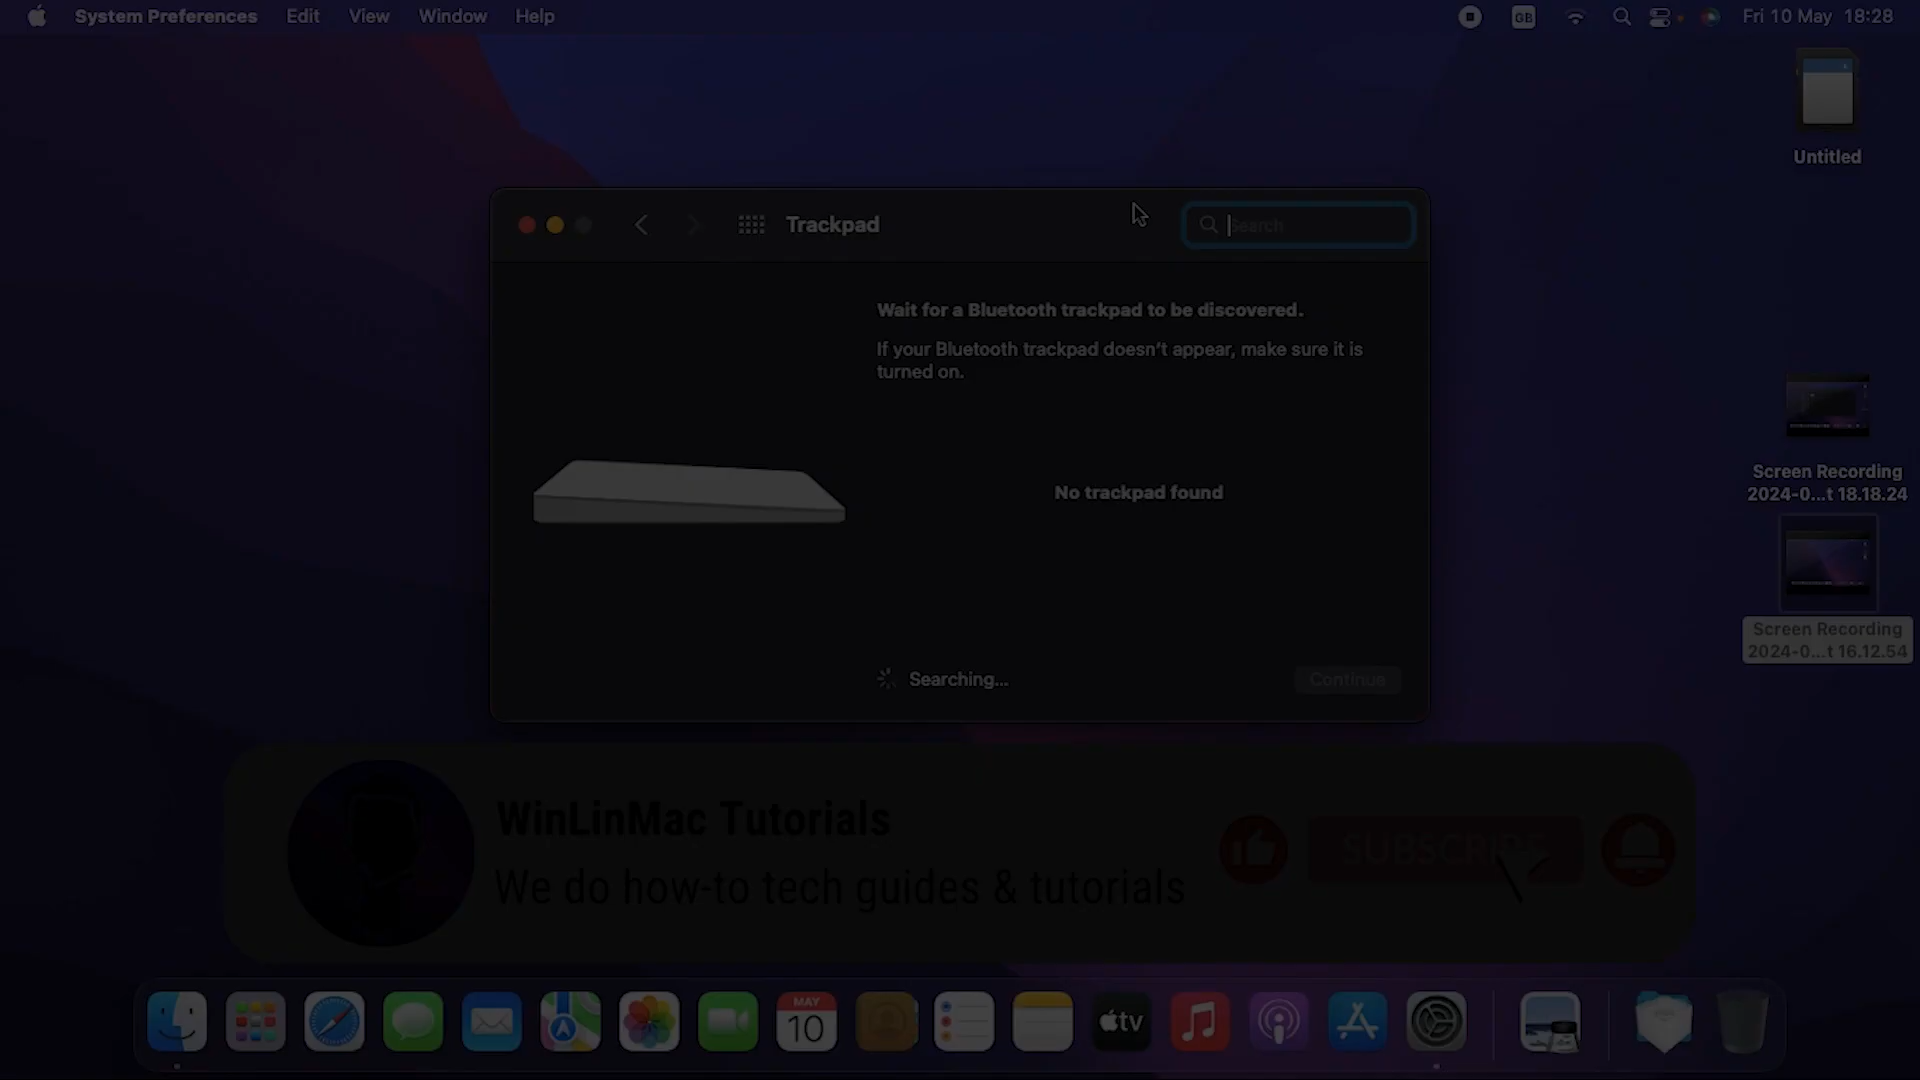 System Preferences Edit View Window Help
GB
Fri 10 May 18:28
Untitled
Trackpad
Search
Wait for a Bluetooth trackpad to be discovered.
If your Bluetooth trackpad doesn't appear, make sure it is
turned on.
No trackpad found
Searching...
Continue
Screen Recording
2024-0...t 18.18.24
Screen Recording
2024-0...t 16.12.54
WinLinMac Tutorials
We do how-to tech guides & tutorials
SUBSCRIBE
MAY
10
tv